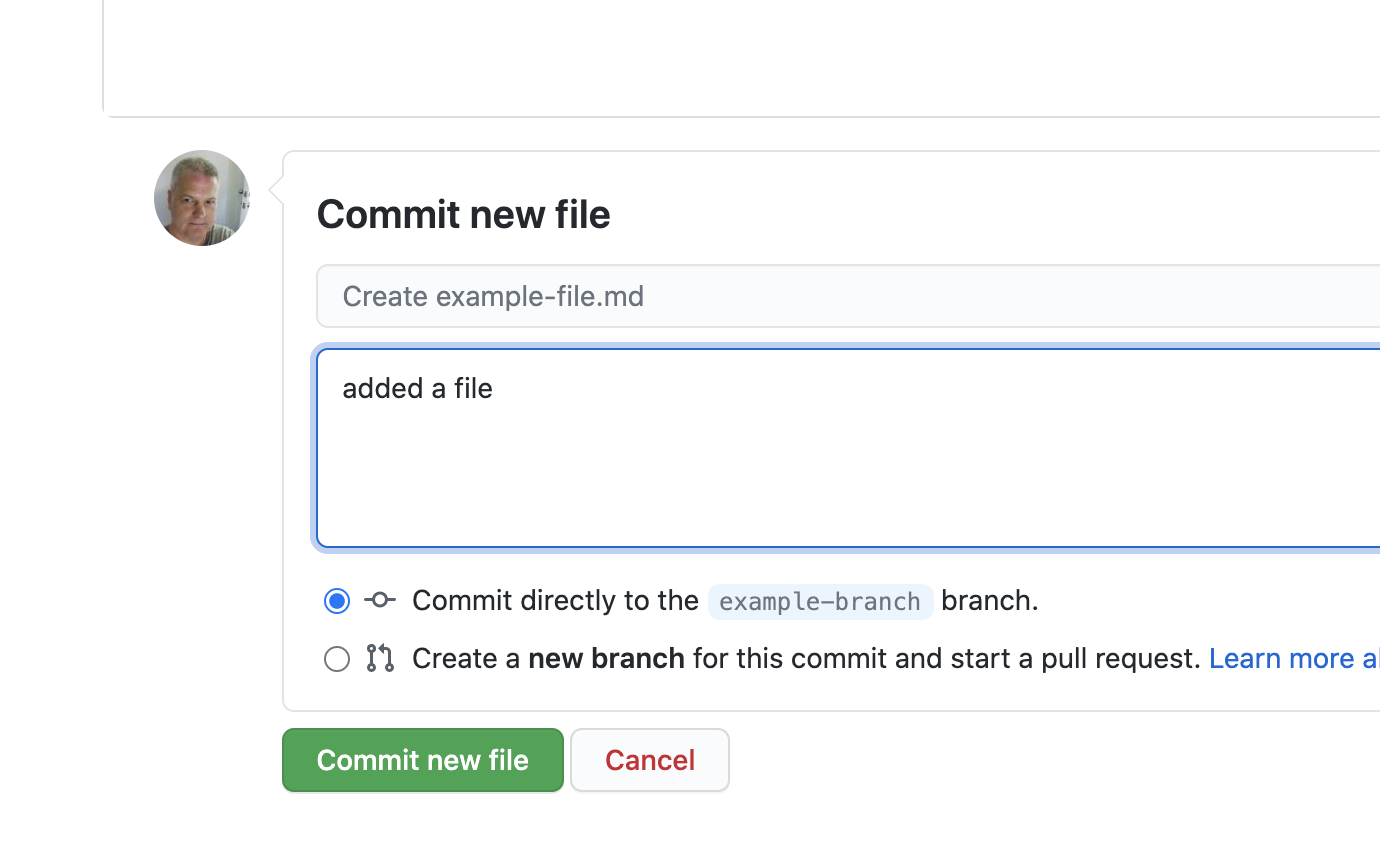 Commit new file
Create example-file.md
added a file
Commit directly to the example-branch branch.
Create a new branch for this commit and start a pull request. Learn more
Commit new file Cancel